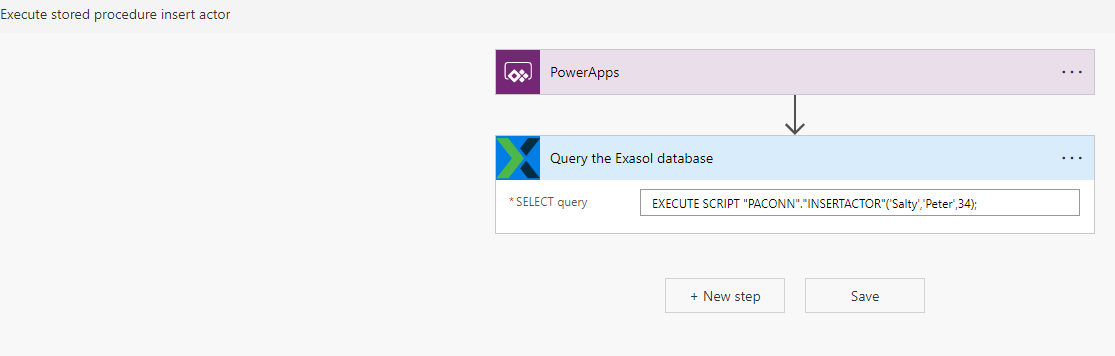 Execute stored procedure insert actor
PowerApps
Query the Exasol database
*SELECT query
EXECUTE SCRIPT "PACONN"."INSERTACTOR"('Salty','Peter',34);
+ New step
Save